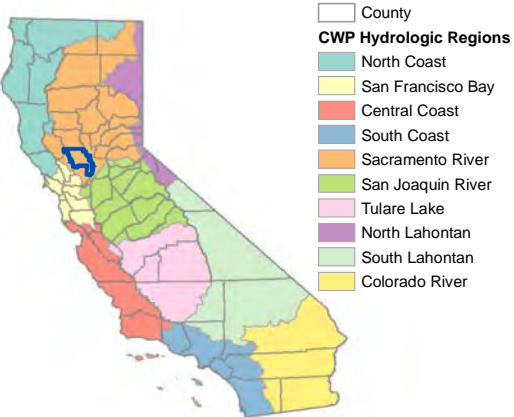 County
CWP Hydrologic Regions
North Coast
San Francisco Bay
Central Coast
South Coast
Sacramento River
San Joaquin River
Tulare Lake
North Lahontan
South Lahontan
Colorado River